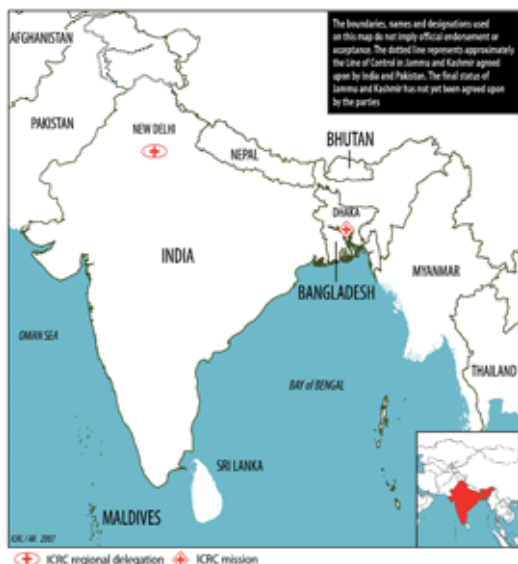 The boundaries, names and designations used
on this map do not imply official endorsement or
acceptance. The dotted line represents approximately
the Line of Control in Jammu and Kashmir agreed
upon by India and Pakistan. The final status of
Jammu and Kashmir has not yet been agreed upon
by the parties
AFGHANISTAN
PAKISTAN
NEW DELHI
NEPAL
BHUTAN
DHAKA
INDIA
MYANMAR
BANGLADESH
OMAN SEA
THAILAND
BAY of BENGAL
SRI LANKA
MALDIVES
ICRC / AR 2007
ICRC regional delegation
ICRC mission